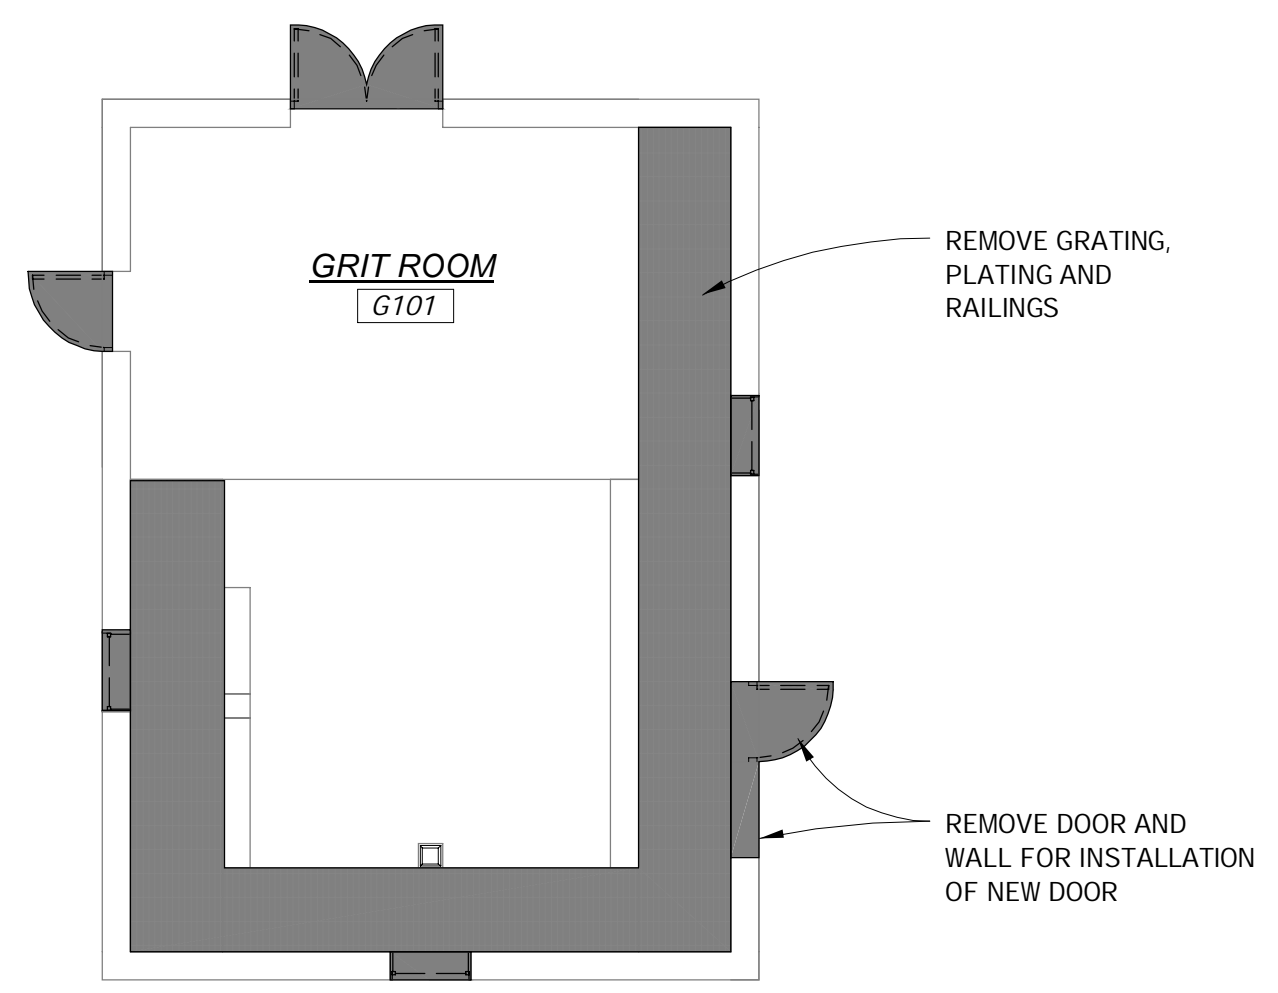 GRIT ROOM
G101
REMOVE GRATING,
PLATING AND
RAILINGS
REMOVE DOOR AND
WALL FOR INSTALLATION
OF NEW DOOR